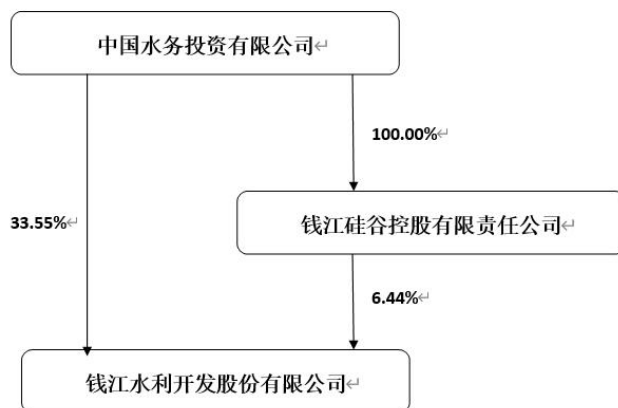 中国水务投资有限公司↵
100.00%↵
33.55%↵
钱江硅谷控股有限责任公司↵
6.44%↵
钱江水利开发股份有限公司↵